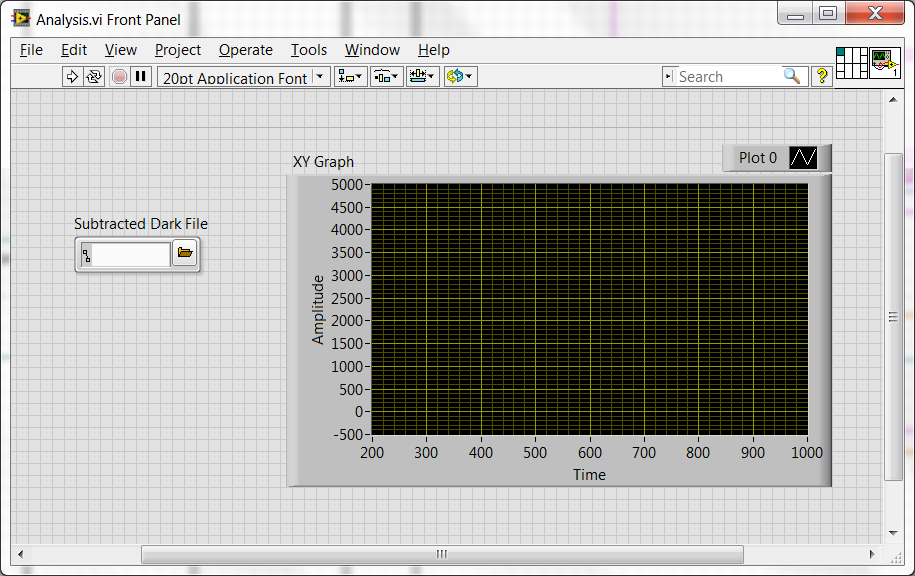 Analysis.vi Front Panel
File Edit View Project Operate Tools Window Help
20pt Application Font Search ? 1
XY Graph Plot 0
Subtracted Dark File
Amplitude
5000
4500
4000
3500
3000
2500
2000
1500
1000
500
0
-500
200 300 400 500 600 700 800 900 1000
Time